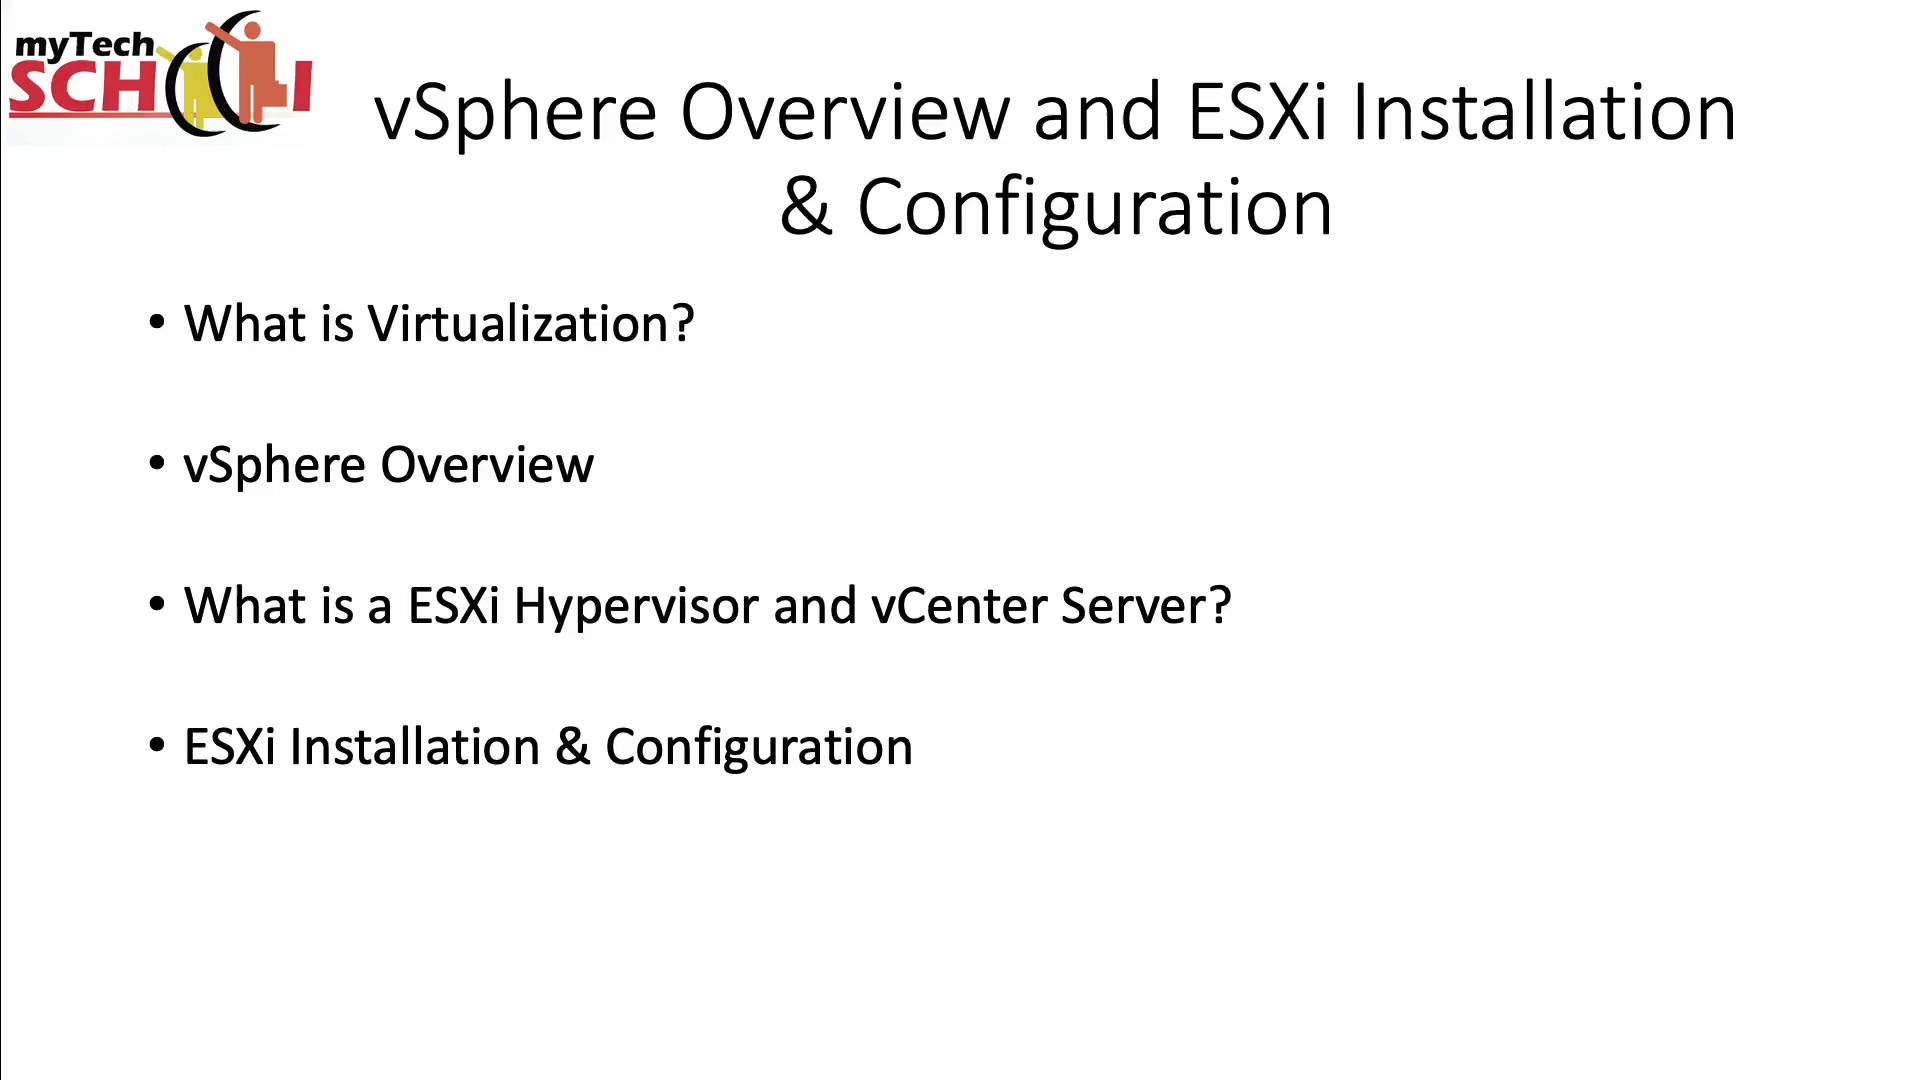 myTech
SCHOOl
vSphere Overview and ESXi Installation
& Configuration
• What is Virtualization?
• vSphere Overview
• What is a ESXi Hypervisor and vCenter Server?
• ESXi Installation & Configuration